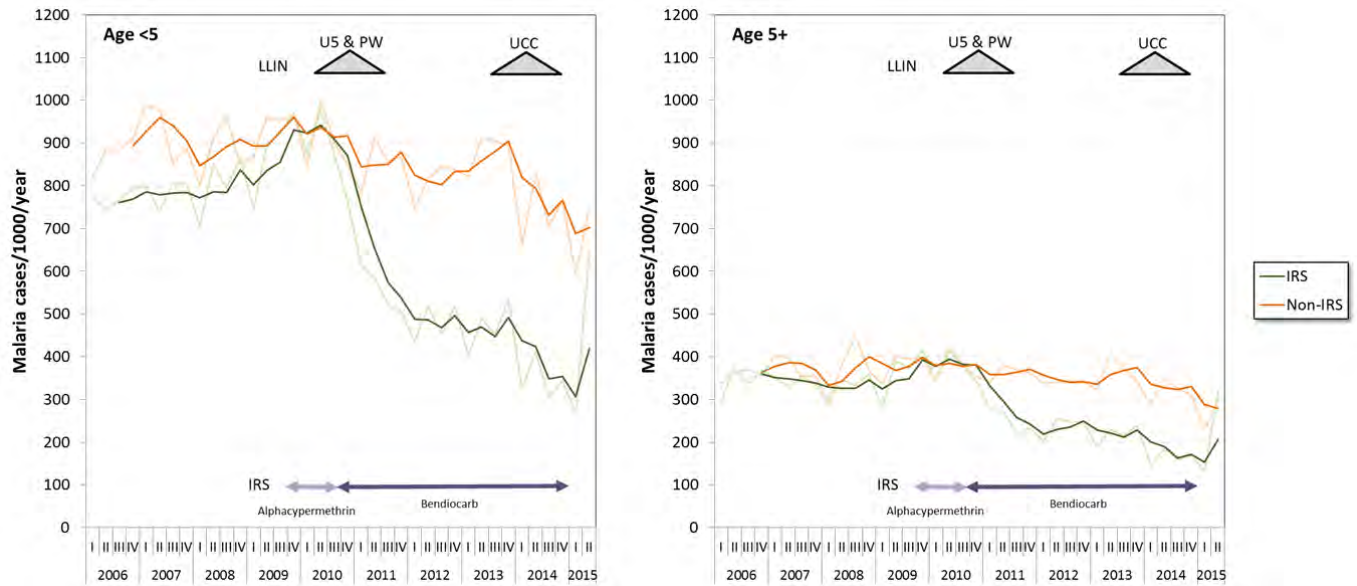 Age <5
U5 & PW
UCC
LLIN
Malaria cases/1000/year
1200
1100
1000
900
800
700
600
500
400
300
200
100
0
IRS
Alphacypermethrin
Bendiocarb
I II III IV I II III IV I II III IV I II III IV I II III IV I II III IV I II III IV I II III IV I II III IV I II
2006 2007 2008 2009 2010 2011 2012 2013 2014 2015
Age 5+
U5 & PW
UCC
LLIN
Malaria cases/1000/year
1200
1100
1000
900
800
700
600
500
400
300
200
100
0
IRS
Alphacypermethrin
Bendiocarb
I II III IV I II III IV I II III IV I II III IV I II III IV I II III IV I II III IV I II III IV I II III IV I II
2006 2007 2008 2009 2010 2011 2012 2013 2014 2015
IRS
Non-IRS